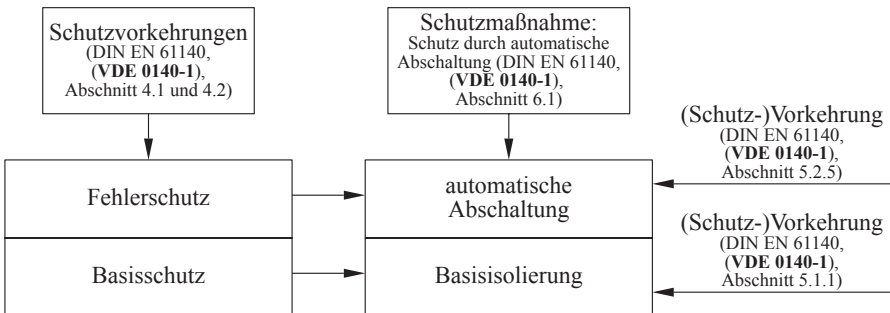 Schutzvorkehrungen
(DIN EN 61140,
(VDE 0140-1),
Abschnitt 4.1 und 4.2)
Schutzmaßnahme:
Schutz durch automatische
Abschaltung (DIN EN 61140,
(VDE 0140-1),
Abschnitt 6.1)
(Schutz-)Vorkehrung
(DIN EN 61140,
(VDE 0140-1),
Abschnitt 5.2.5)
Fehlerschutz
automatische
Abschaltung
(Schutz-)Vorkehrung
(DIN EN 61140,
(VDE 0140-1),
Abschnitt 5.1.1)
Basisschutz
Basisisolierung